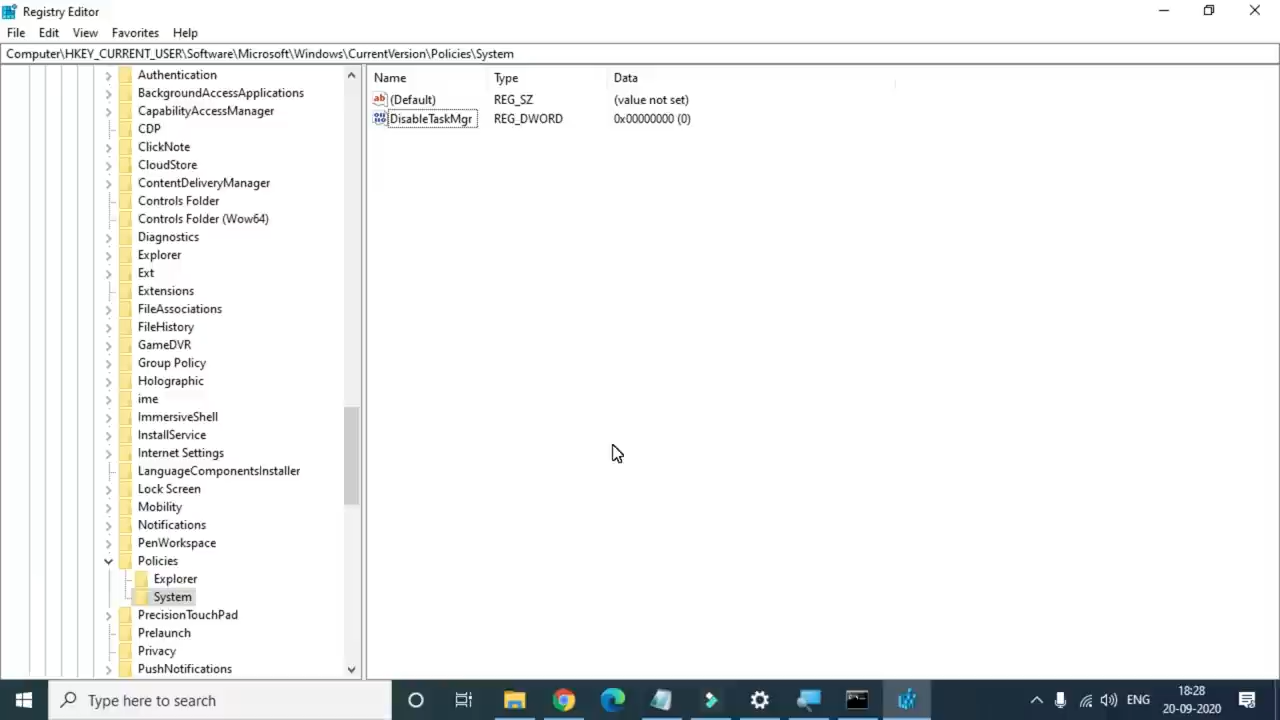 Registry Editor
File Edit View Favorites Help
Computer\HKEY_CURRENT_USER\Software\Microsoft\Windows\CurrentVersion\Policies\System
Authentication
BackgroundAccessApplications
CapabilityAccessManager
CDP
ClickNote
CloudStore
ContentDeliveryManager
Controls Folder
Controls Folder (Wow64)
Diagnostics
Explorer
Ext
Extensions
FileAssociations
FileHistory
GameDVR
Group Policy
Holographic
ime
ImmersiveShell
InstallService
Internet Settings
LanguageComponentsInstaller
Lock Screen
Mobility
Notifications
PenWorkspace
Policies
Explorer
System
PrecisionTouchPad
Prelaunch
Privacy
PushNotifications
Name Type Data
ab (Default) REG_SZ (value not set)
DisableTaskMgr REG_DWORD 0x00000000 (0)
Type here to search
ENG
18:28
20-09-2020